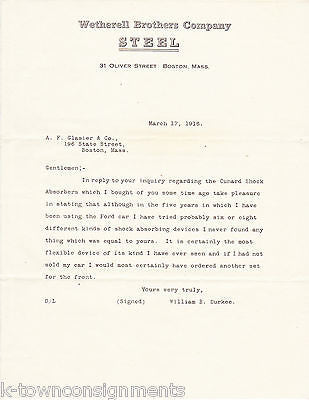 Wetherell Brothers Company
STEEL
31 OLIVER STREET BOSTON, MASS.
March 17, 1916.
A. F. Glasier & Co.,
196 State Street,
Boston, Mass.
Gentlemen;-
In reply to your inquiry regarding the Cunard Shock
Absorbers which I bought of you some time ago take pleasure
in stating that although in the five years in which I have
been using the Ford car I have tried probably six or eight
different kinds of shock absorbing devices I never found any
thing which was equal to yours. It is certainly the most
flexible device of its kind I have ever seen and if I had not
sold my car I would most certainly have ordered another set
for the front.
Yours very truly,
D/L (Signed) William E. Durkee.
k-townconsignments